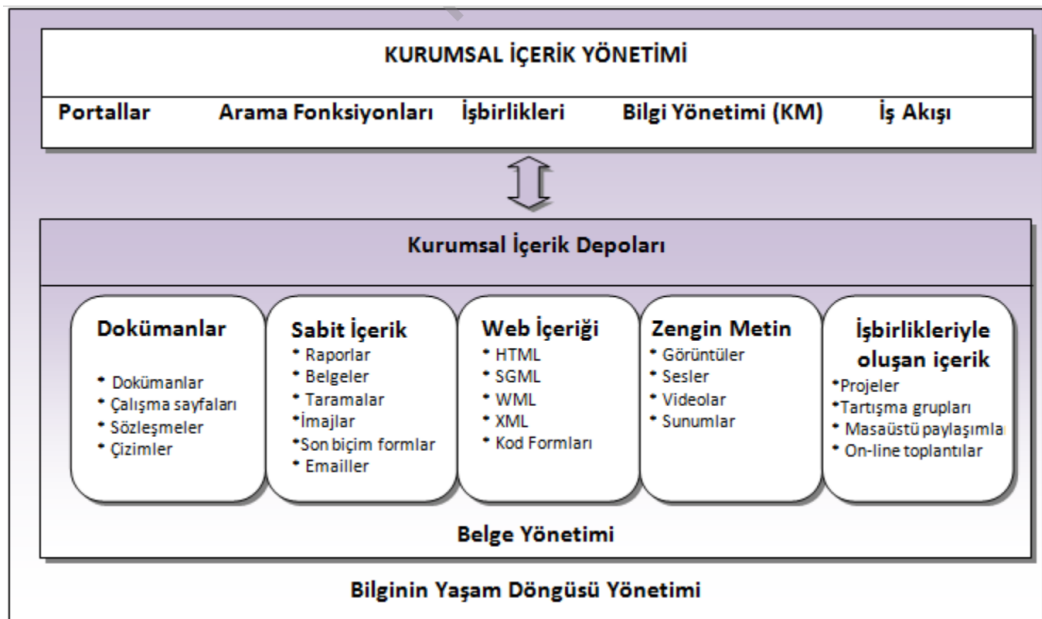 KURUMSAL İÇERİK YÖNETİMİ
Portallar Arama Fonksiyonları İşbirlikleri Bilgi Yönetimi (KM) İş Akışı
Kurumsal İçerik Depoları
Dokümanlar
* Dokümanlar
* Çalışma sayfaları
* Sözleşmeler
* Çizimler
Sabit İçerik
* Raporlar
* Belgeler
* Taramalar
*İmajlar
*Son biçim formlar
* Emailler
Web İçeriği
* HTML
* SGML
* WML
* XML
* Kod Formları
Zengin Metin
* Görüntüler
* Sesler
* Videolar
* Sunumlar
İşbirlikleriyle
oluşan içerik
*Projeler
*Tartışma grupları
* Masaüstü paylaşımla
* On-line toplantılar
Belge Yönetimi
Bilginin Yaşam Döngüsü Yönetimi